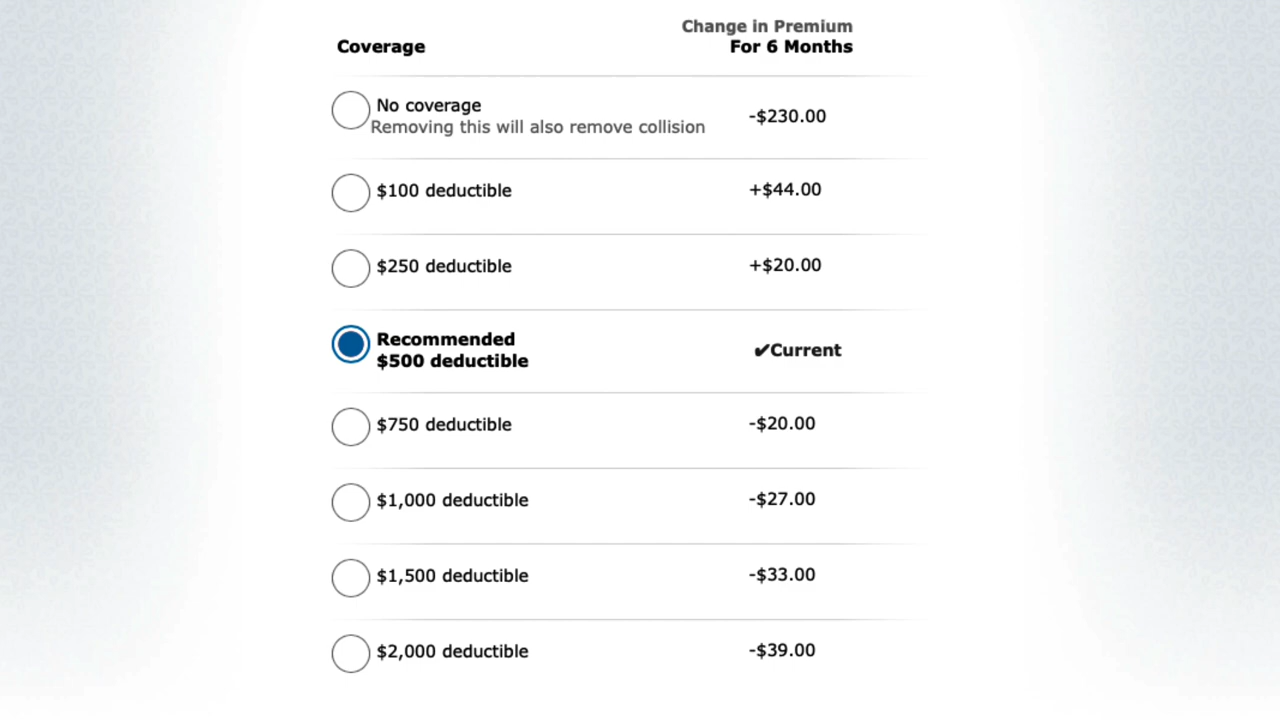 Change in Premium
Coverage For 6 Months
No coverage
Removing this will also remove collision -$230.00
$100 deductible +$44.00
$250 deductible +$20.00
Recommended
$500 deductible ✔Current
$750 deductible -$20.00
$1,000 deductible -$27.00
$1,500 deductible -$33.00
$2,000 deductible -$39.00